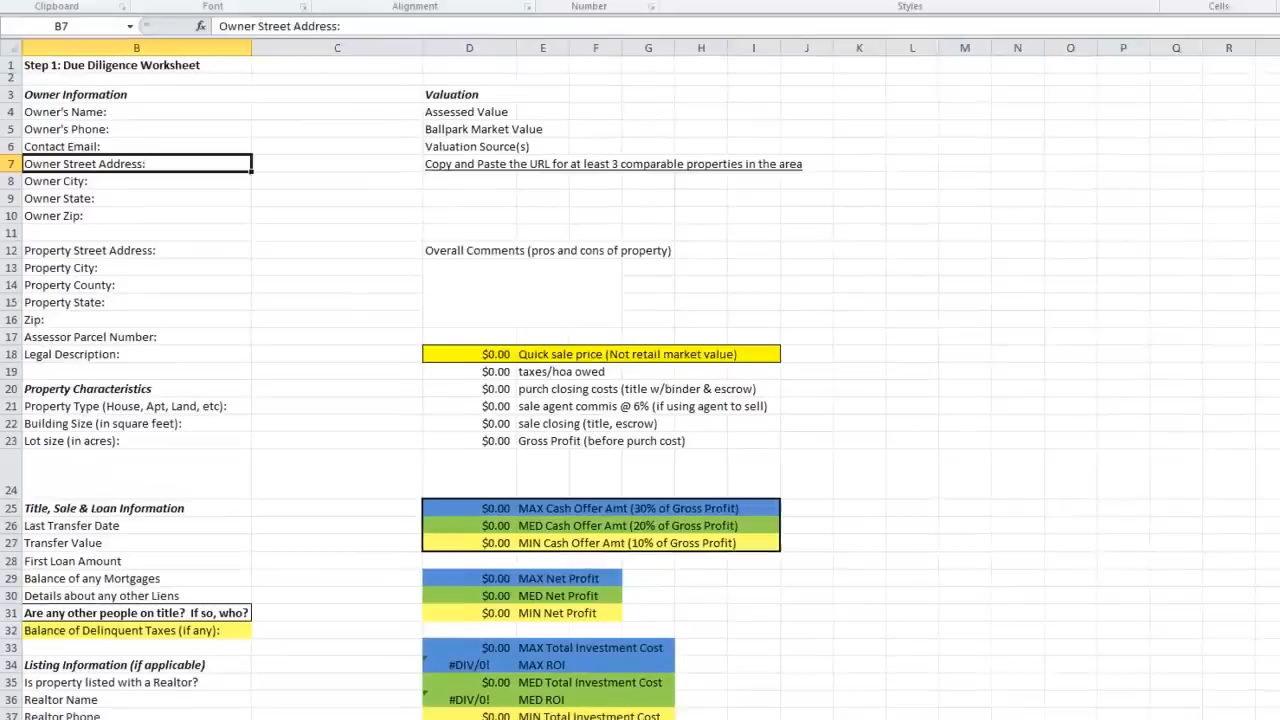 Clipboard Font Alignment Number Styles Cells
B7 fx Owner Street Address:
B C D E F G H I J K L M N O P Q R
1 Step 1: Due Diligence Worksheet
2
3 Owner Information Valuation
4 Owner's Name: Assessed Value
5 Owner's Phone: Ballpark Market Value
6 Contact Email: Valuation Source(s)
7 Owner Street Address: Copy and Paste the URL for at least 3 comparable properties in the area
8 Owner City:
9 Owner State:
10 Owner Zip:
11
12 Property Street Address: Overall Comments (pros and cons of property)
13 Property City:
14 Property County:
15 Property State:
16 Zip:
17 Assessor Parcel Number:
18 Legal Description: $0.00 Quick sale price (Not retail market value)
19 $0.00 taxes/hoa owed
20 Property Characteristics $0.00 purch closing costs (title w/binder & escrow)
21 Property Type (House, Apt, Land, etc): $0.00 sale agent commis @ 6% (if using agent to sell)
22 Building Size (in square feet): $0.00 sale closing (title, escrow)
23 Lot size (in acres): $0.00 Gross Profit (before purch cost)
24
25 Title, Sale & Loan Information $0.00 MAX Cash Offer Amt (30% of Gross Profit)
26 Last Transfer Date $0.00 MED Cash Offer Amt (20% of Gross Profit)
27 Transfer Value $0.00 MIN Cash Offer Amt (10% of Gross Profit)
28 First Loan Amount
29 Balance of any Mortgages $0.00 MAX Net Profit
30 Details about any other Liens $0.00 MED Net Profit
31 Are any other people on title? If so, who? $0.00 MIN Net Profit
32 Balance of Delinquent Taxes (if any):
33 $0.00 MAX Total Investment Cost
34 Listing Information (if applicable) #DIV/0! MAX ROI
35 Is property listed with a Realtor? $0.00 MED Total Investment Cost
36 Realtor Name #DIV/0! MED ROI
37 Realtor Phone $0.00 MIN Total Investment Cost